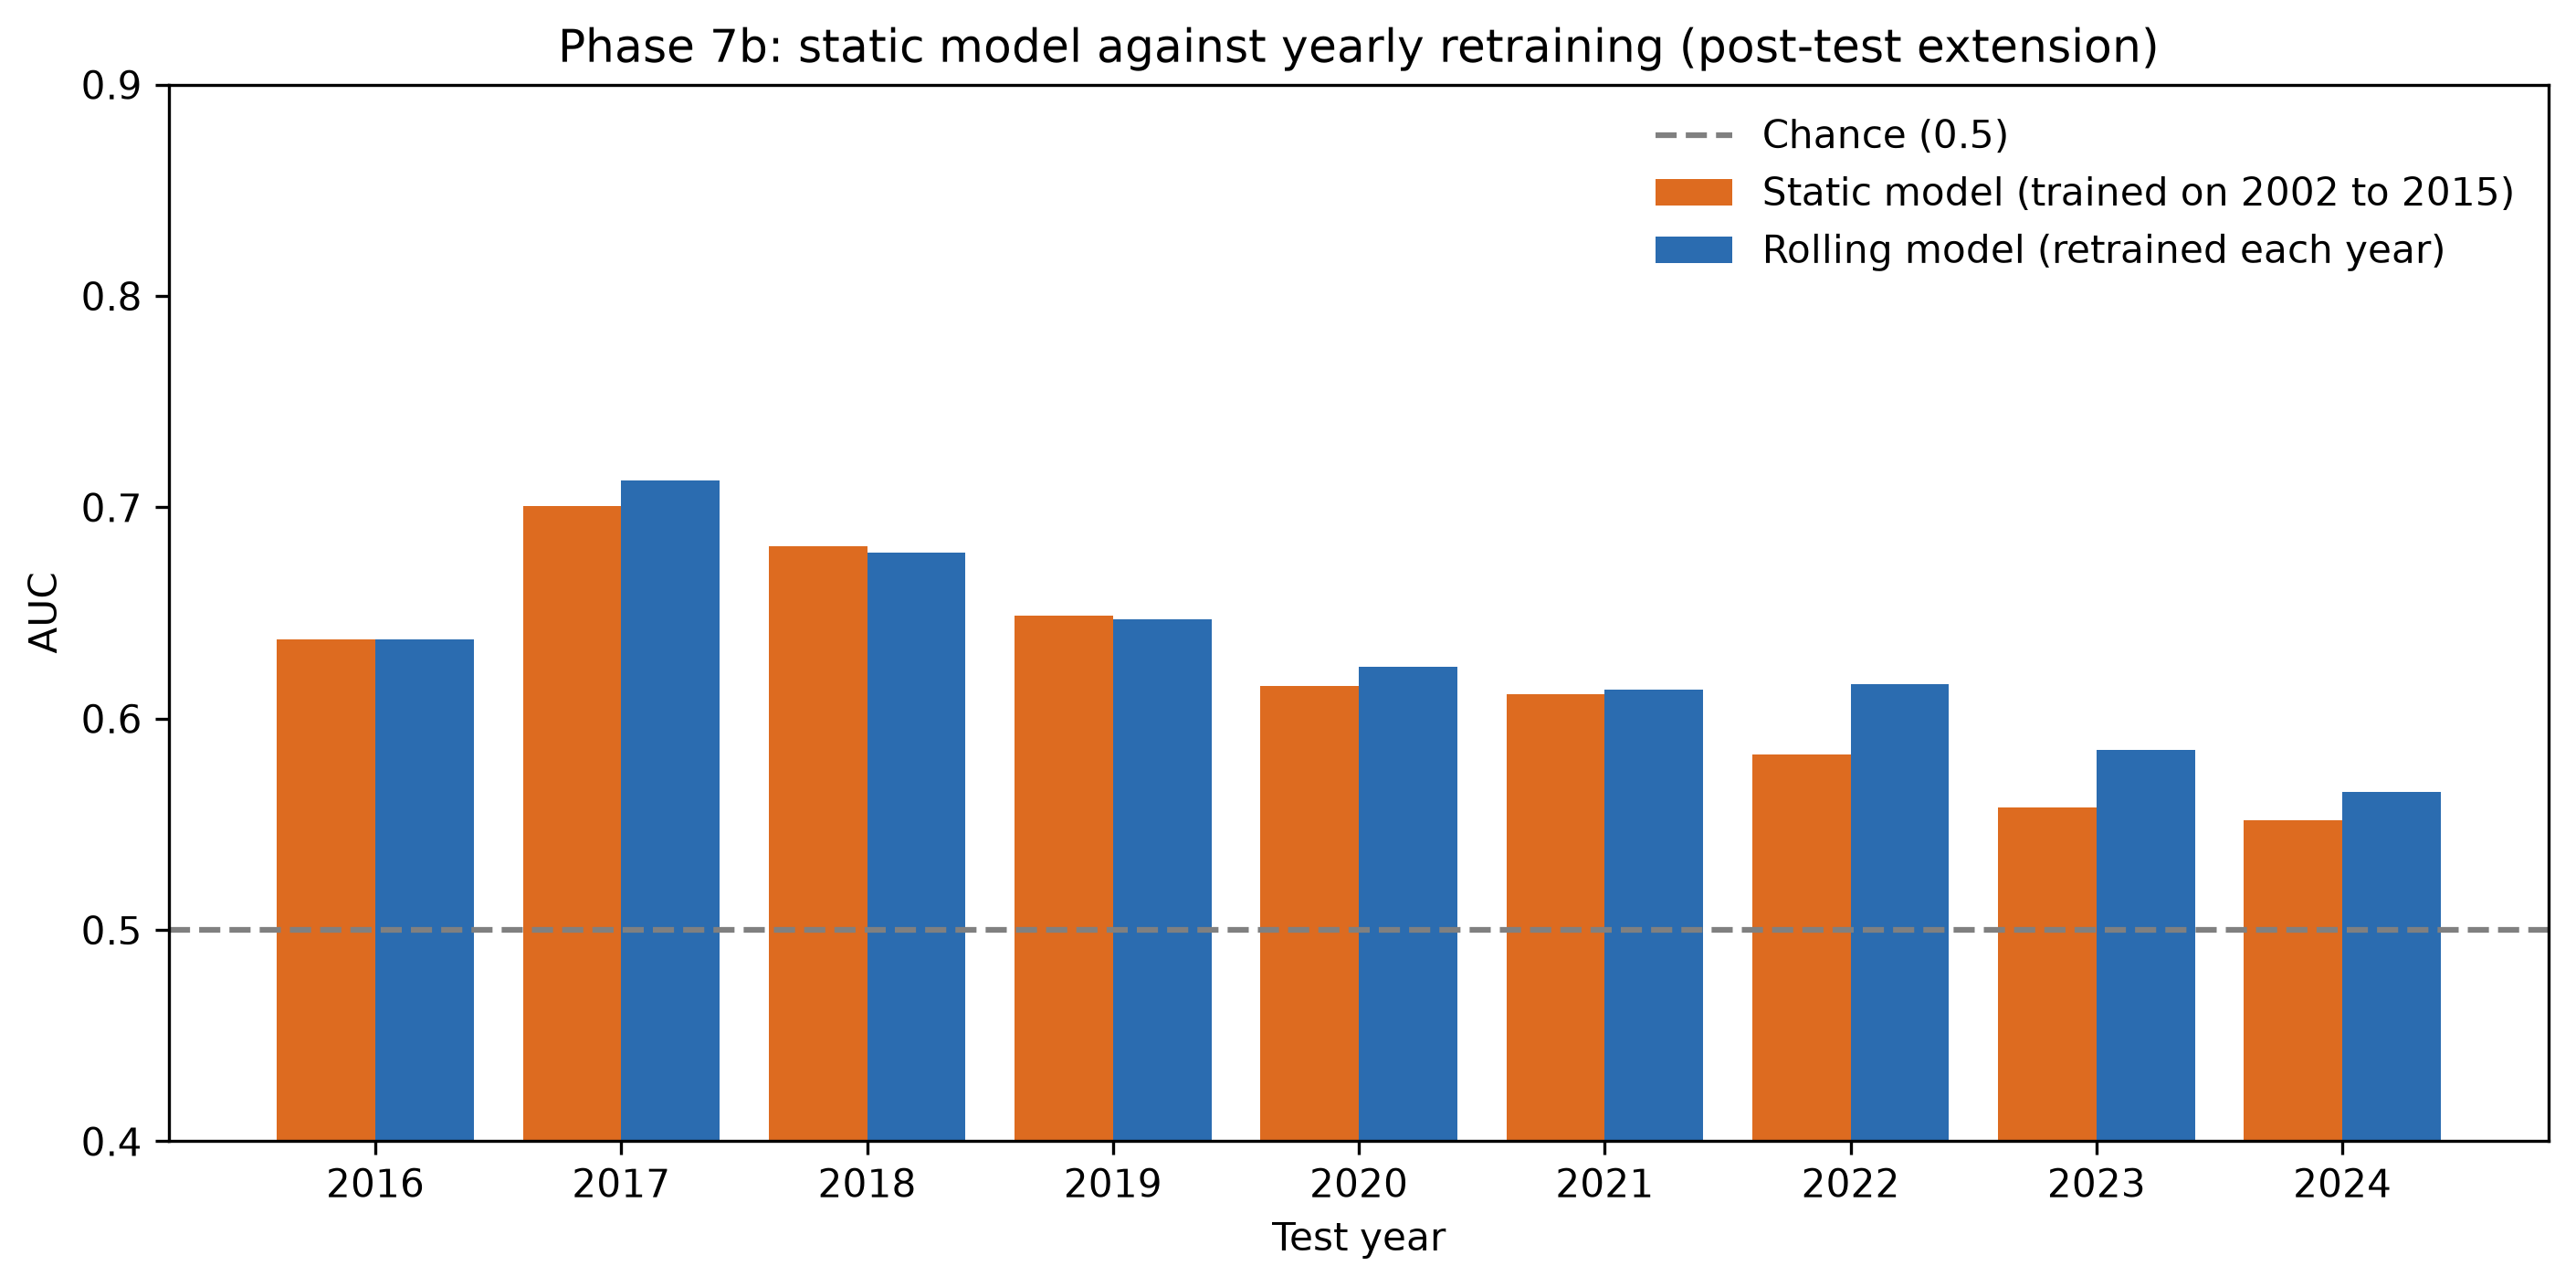 Phase 7b: static model against yearly retraining (post-test extension)
0.9
0.8
0.7
0.6
0.5
0.4
AUC
Chance (0.5)
Static model (trained on 2002 to 2015)
Rolling model (retrained each year)
2016 2017 2018 2019 2020 2021 2022 2023 2024
Test year